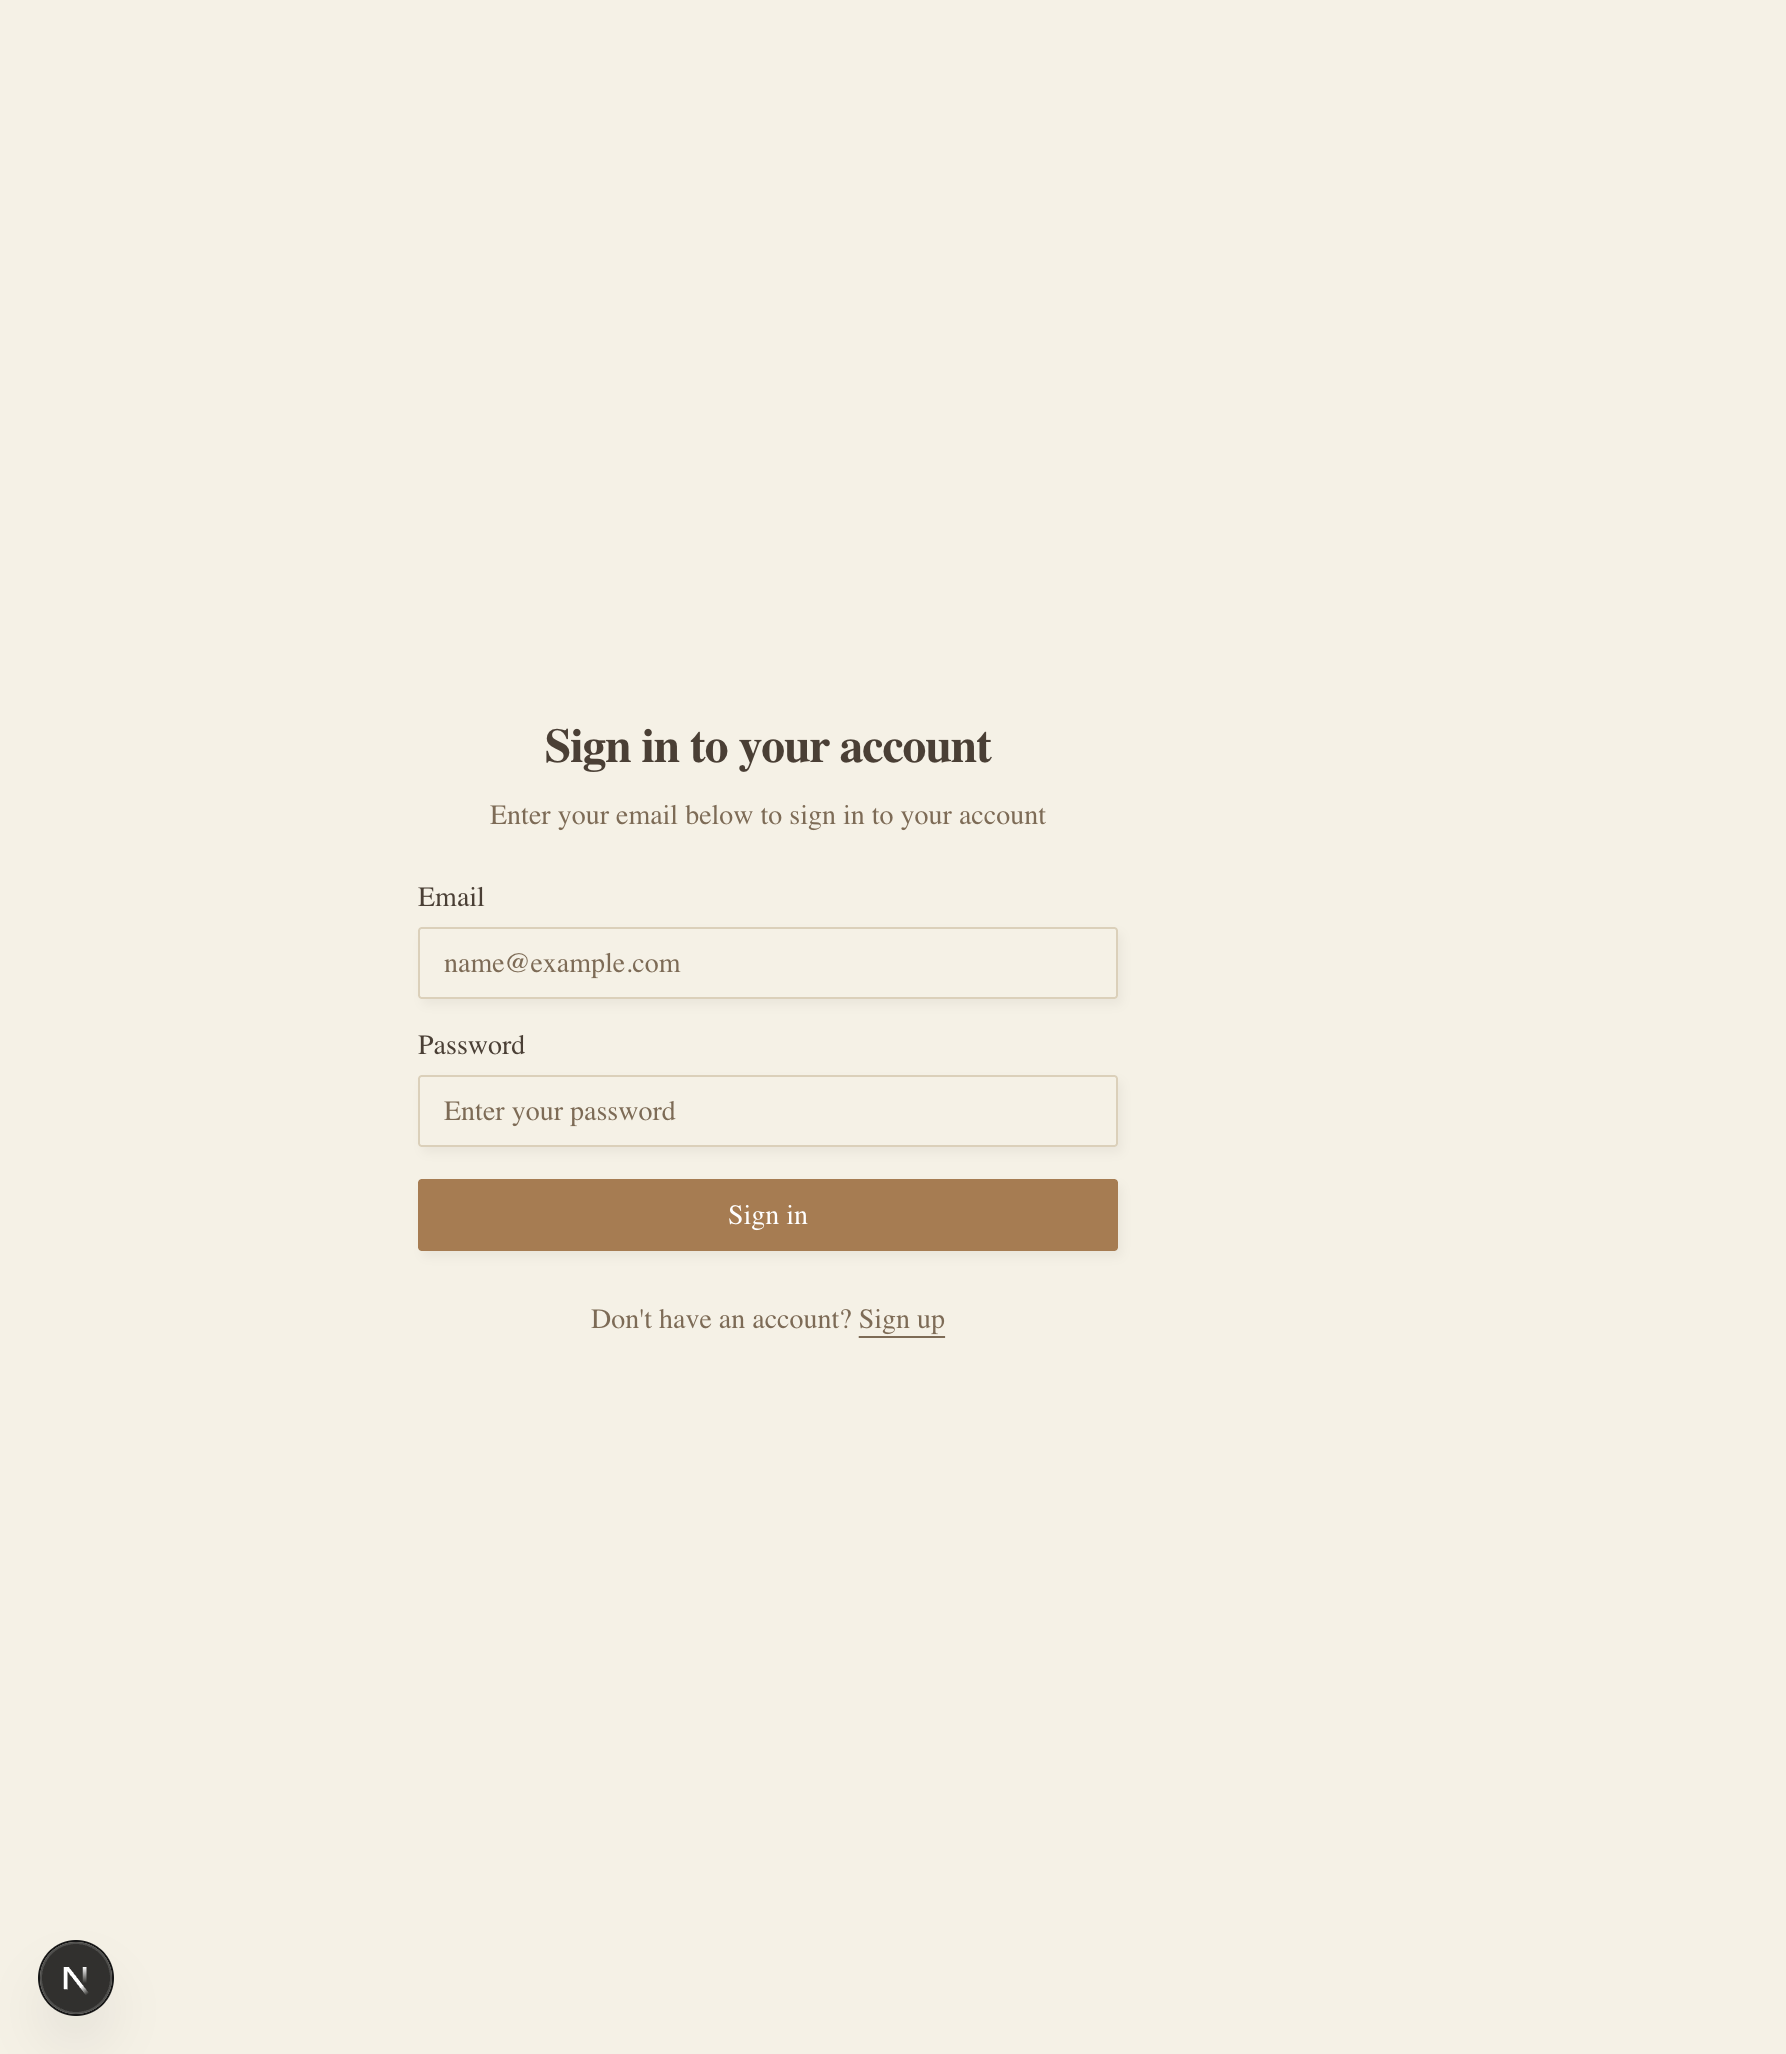 Sign in to your account
Enter your email below to sign in to your account
Email
name@example.com
Password
Enter your password
Sign in
Don't have an account? Sign up
N